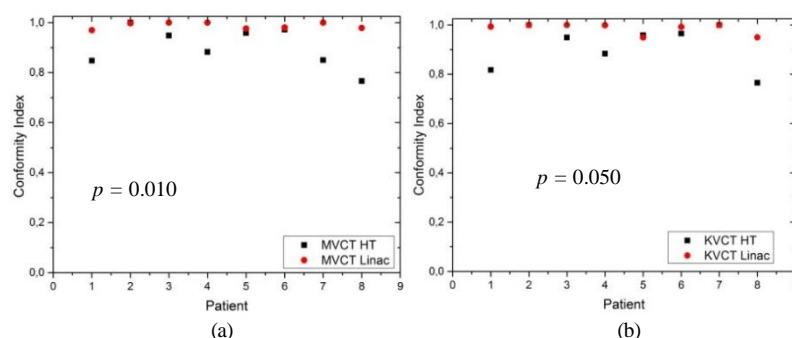 1,0
0,8
0,6
0,4
0,2
0,0
Conformity Index
p = 0.010
MVCT HT
MVCT Linac
0 1 2 3 4 5 6 7 8 9
Patient
(a)
1,0
0,8
0,6
0,4
0,2
0,0
Conformity Index
p = 0.050
KVCT HT
KVCT Linac
0 1 2 3 4 5 6 7 8
Patient
(b)